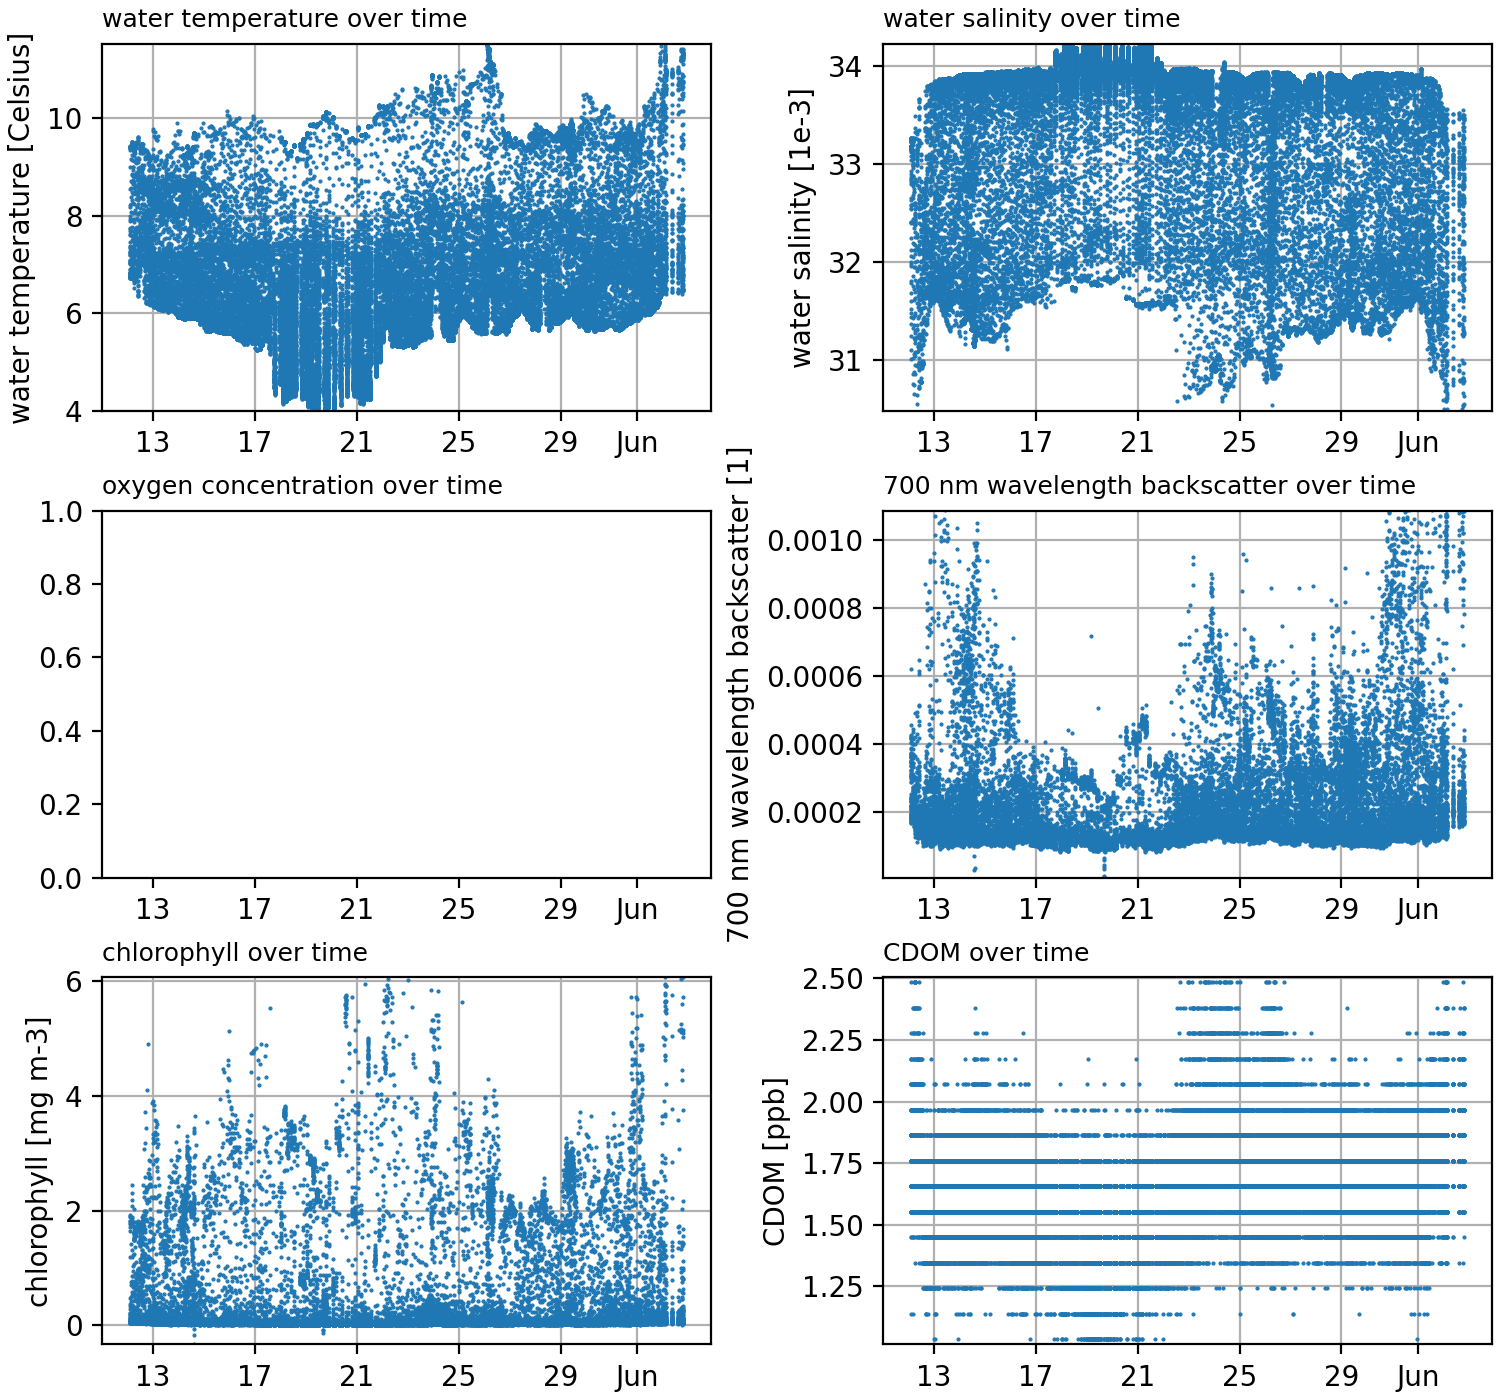 water temperature over time
water temperature [Celsius]
10
8
6
4
13 17 21 25 29 Jun
water salinity over time
water salinity [1e-3]
34
33
32
31
13 17 21 25 29 Jun
oxygen concentration over time
1.0
0.8
0.6
0.4
0.2
0.0
13 17 21 25 29 Jun
700 nm wavelength backscatter over time
700 nm wavelength backscatter [1]
0.0010
0.0008
0.0006
0.0004
0.0002
13 17 21 25 29 Jun
chlorophyll over time
chlorophyll [mg m-3]
6
4
2
0
13 17 21 25 29 Jun
CDOM over time
CDOM [ppb]
2.50
2.25
2.00
1.75
1.50
1.25
13 17 21 25 29 Jun